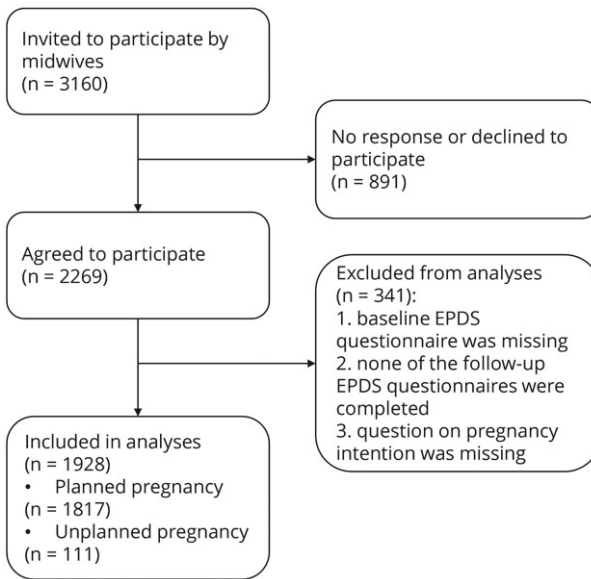 Invited to participate by
midwives
(n = 3160)
No response or declined to
participate
(n = 891)
Agreed to participate
(n = 2269)
Excluded from analyses
(n = 341):
1. baseline EPDS
questionnaire was missing
2. none of the follow-up
EPDS questionnaires were
completed
3. question on pregnancy
intention was missing
Included in analyses
(n = 1928)
• Planned pregnancy
(n = 1817)
• Unplanned pregnancy
(n = 111)